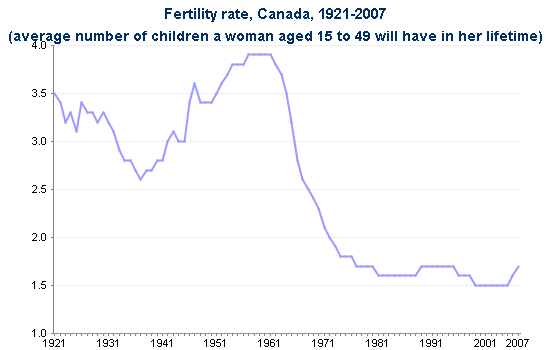 Fertility rate, Canada, 1921-2007
(average number of children a woman aged 15 to 49 will have in her lifetime)
4.0
3.5
3.0
2.5
2.0
1.5
1.0
1921 1931 1941 1951 1961 1971 1981 1991 2001 2007